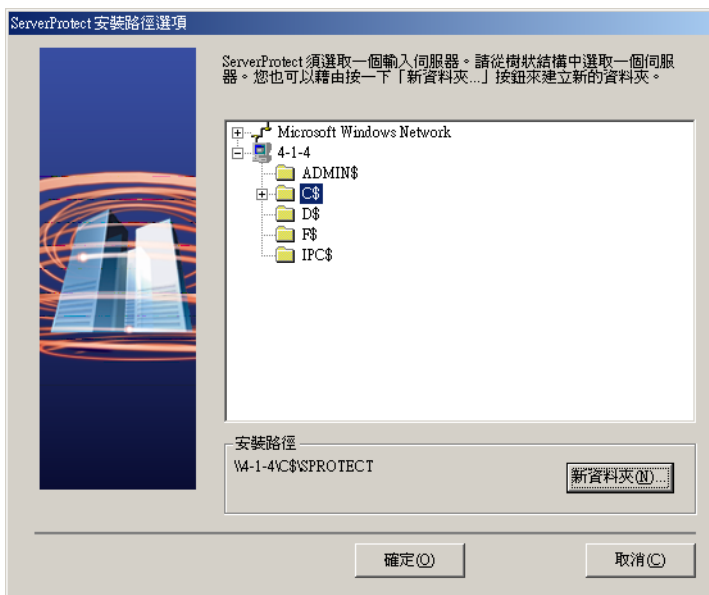 ServerProtect 安裝路徑選項
ServerProtect 須選取一個輸入伺服器。請從樹狀結構中選取一個伺服
器。您也可以藉由按一下「新資料夾...」按鈕來建立新的資料夾。
Microsoft Windows Network
4-1-4
ADMIN$
C$
D$
F$
IPC$
安裝路徑
\\4-1-4\C$\SPROTECT
新資料夾(N)...
確定(O)
取消(C)